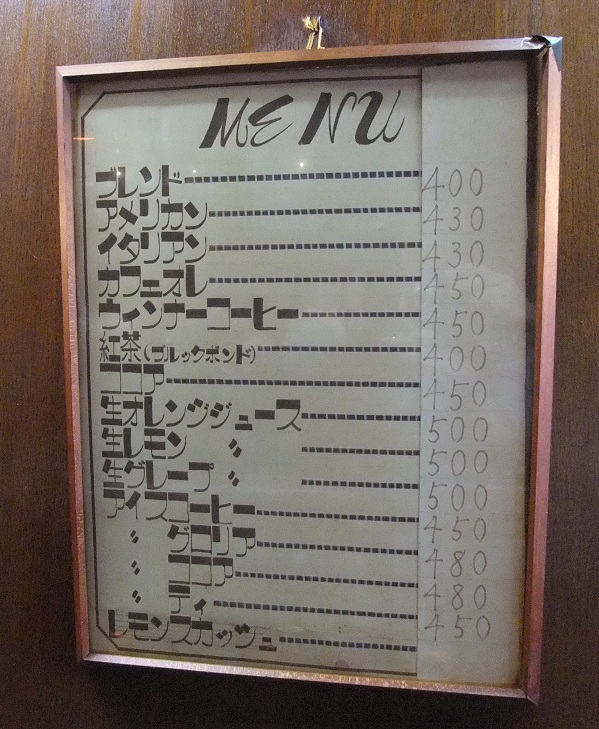 MENU
ブレンド 400
アメリカン 430
イタリアン 430
カフェオレ 450
ウィンナーコーヒー 450
紅茶(ブルックボンド) 400
ココア 450
生オレンジジュース 500
生レモン 〃 500
生グレープ 〃 500
アイスコーヒー 450
〃 グロリア 480
〃 ココア 480
〃 ティ 450
レモンスカッシュ